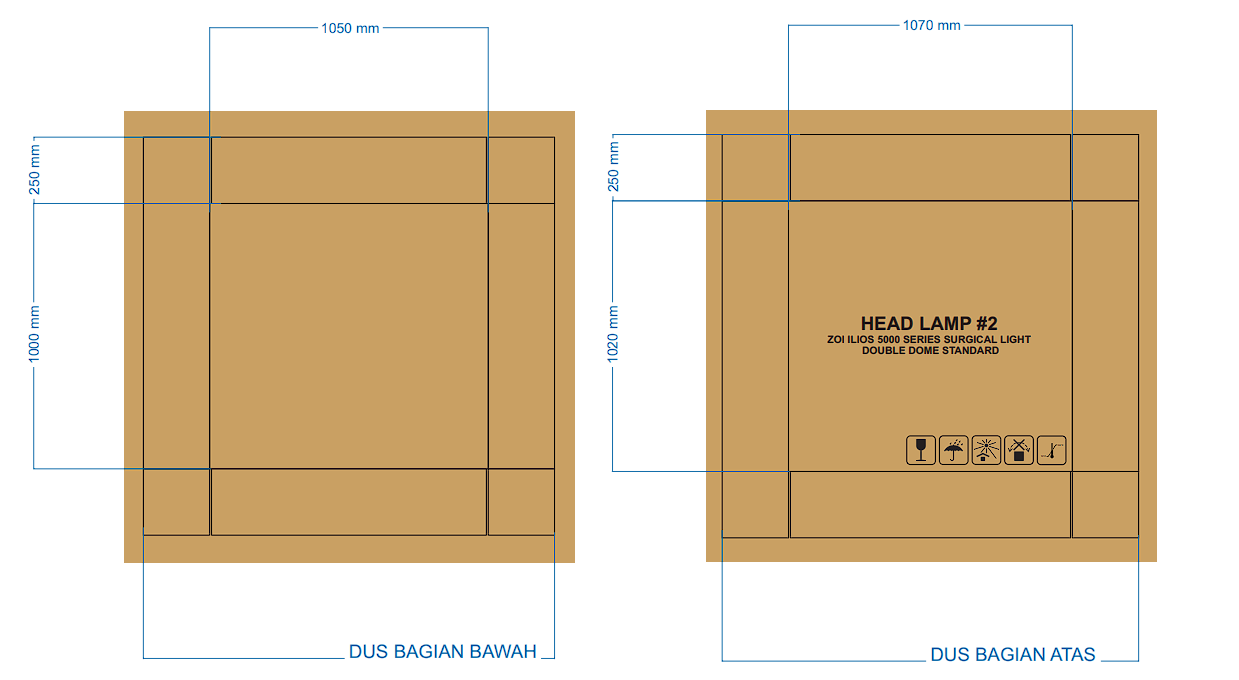 1050 mm
250 mm
1000 mm
DUS BAGIAN BAWAH
1070 mm
250 mm
1020 mm
HEAD LAMP #2
ZOI ILIOS 5000 SERIES SURGICAL LIGHT
DOUBLE DOME STANDARD
DUS BAGIAN ATAS